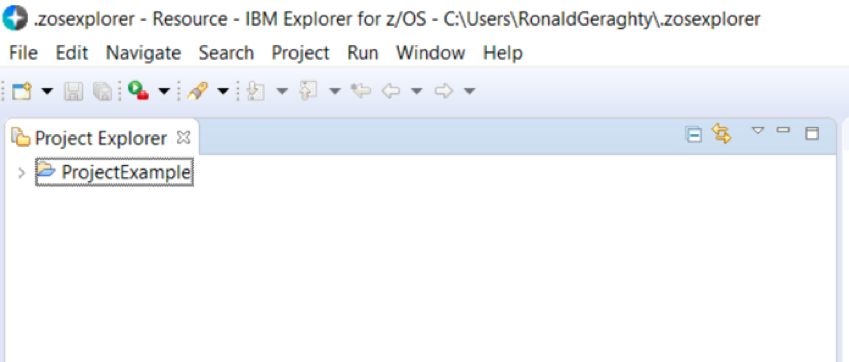 .zosexplorer - Resource - IBM Explorer for z/OS - C:\Users\RonaldGeraghty\.zosexplorer
File Edit Navigate Search Project Run Window Help
Project Explorer
ProjectExample